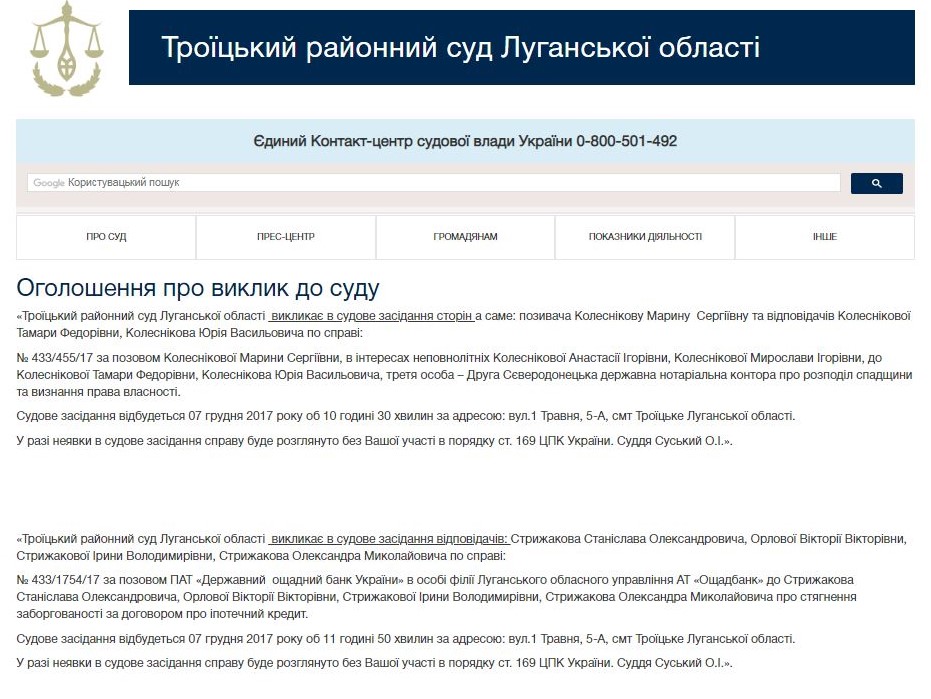 Троїцький районний суд Луганської області
Єдиний Контакт-центр судової влади України 0-800-501-492
Google Користувацький пошук
ПРО СУД ПРЕС-ЦЕНТР ГРОМАДЯНАМ ПОКАЗНИКИ ДІЯЛЬНОСТІ ІНШЕ
Оголошення про виклик до суду
«Троїцький районний суд Луганської області викликає в судове засідання сторін а саме: позивача Колеснікову Марину Сергіївну та відповідачів Колеснікової
Тамари Федорівни, Колеснікова Юрія Васильовича по справі:
№ 433/455/17 за позовом Колеснікової Марини Сергіївни, в інтересах неповнолітніх Колеснікової Анастасії Ігорівни, Колеснікової Мирослави Ігорівни, до
Колеснікової Тамари Федорівни, Колеснікова Юрія Васильовича, третя особа – Друга Сєверодонецька державна нотаріальна контора про розподіл спадщини
та визнання права власності.
Судове засідання відбудеться 07 грудня 2017 року об 10 годині 30 хвилин за адресою: вул.1 Травня, 5-А, смт Троїцьке Луганської області.
У разі неявки в судове засідання справу буде розглянуто без Вашої участі в порядку ст. 169 ЦПК України. Суддя Суський О.І.».
«Троїцький районний суд Луганської області викликає в судове засідання відповідачів: Стрижакова Станіслава Олександровича, Орлової Вікторії Вікторівни,
Стрижакової Ірини Володимирівни, Стрижакова Олександра Миколайовича по справі:
№ 433/1754/17 за позовом ПАТ «Державний ощадний банк України» в особі філії Луганського обласного управління АТ «Ощадбанк» до Стрижакова
Станіслава Олександровича, Орлової Вікторії Вікторівни, Стрижакової Ірини Володимирівни, Стрижакова Олександра Миколайовича про стягнення
заборгованості за договором про іпотечний кредит.
Судове засідання відбудеться 07 грудня 2017 року об 11 годині 50 хвилин за адресою: вул.1 Травня, 5-А, смт Троїцьке Луганської області.
У разі неявки в судове засідання справу буде розглянуто без Вашої участі в порядку ст. 169 ЦПК України. Суддя Суський О.І.».